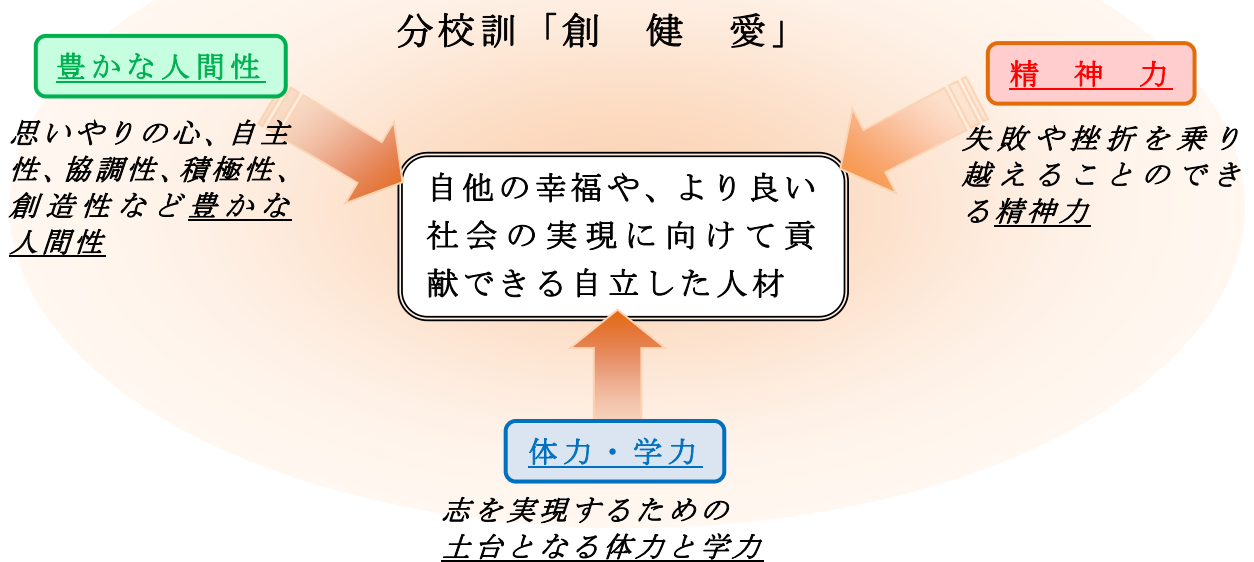 分校訓「創　健　愛」
豊かな人間性
思いやりの心、自主
性、協調性、積極性、
創造性など豊かな
人間性
精　神　力
失敗や挫折を乗り
越えることのでき
る精神力
自他の幸福や、より良い
社会の実現に向けて貢
献できる自立した人材
体力・学力
志を実現するための
土台となる体力と学力